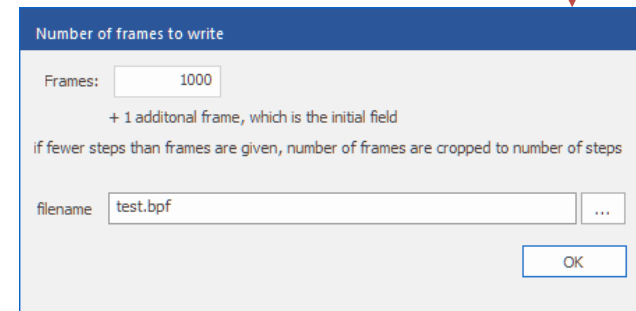 Number of frames to write
Frames: 1000
+ 1 additonal frame, which is the initial field
if fewer steps than frames are given, number of frames are cropped to number of steps
filename test.bpf ...
OK